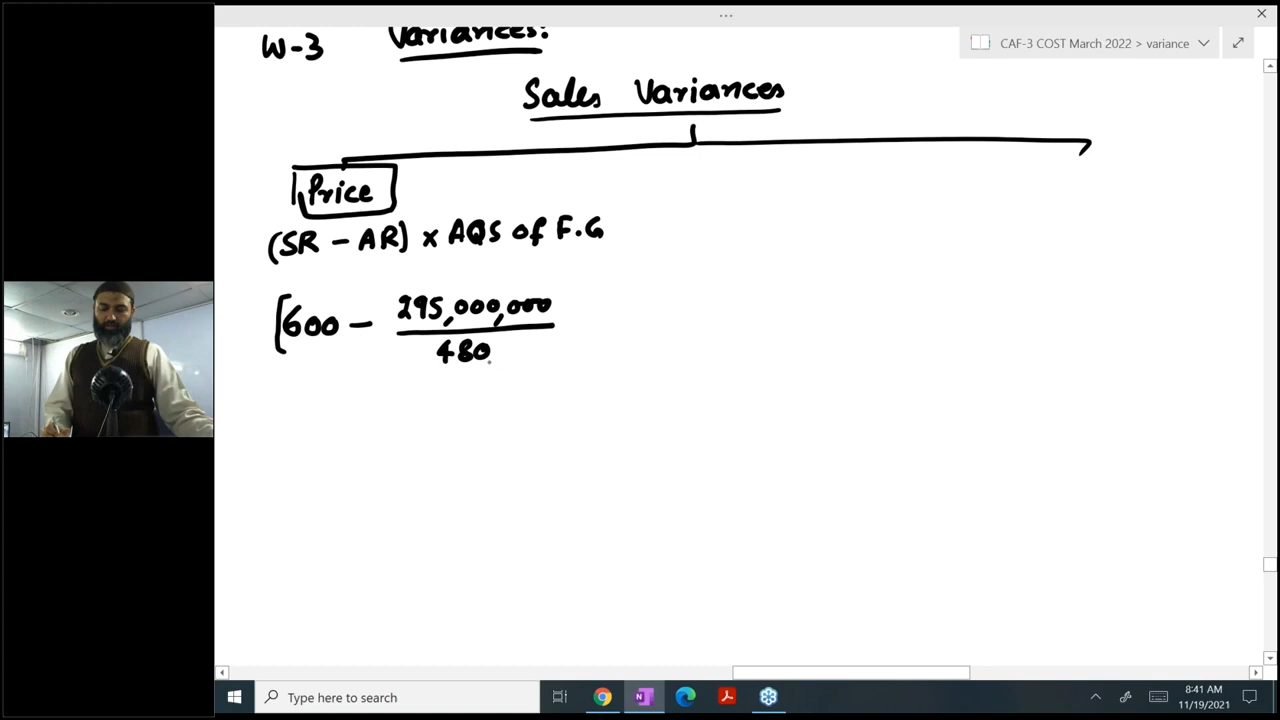 CAF-3 COST March 2022 > variance
W-3 Variances:
Sales Variances
Price
(SR - AR) x AQS of F.G
[600 - 295,000,000
480
Type here to search
8:41 AM
11/19/2021